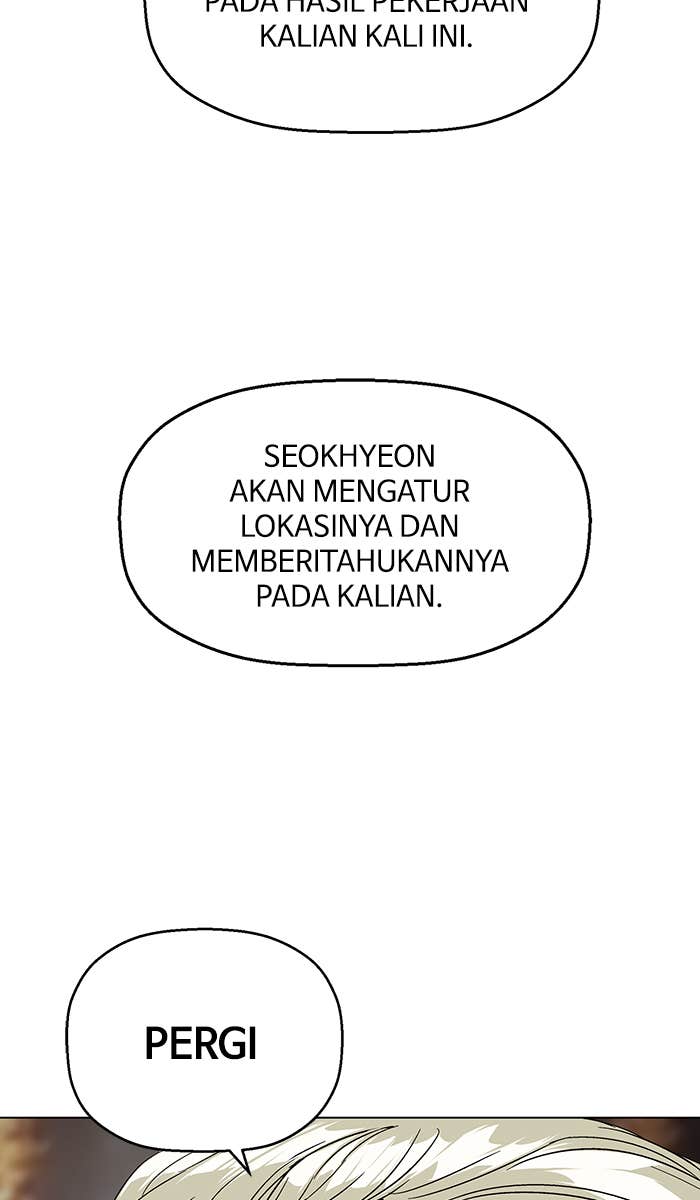 PADA HASIL PEKERJAAN
KALIAN KALI INI.
SEOKHYEON
AKAN MENGATUR
LOKASINYA DAN
MEMBERITAHUKANNYA
PADA KALIAN.
PERGI